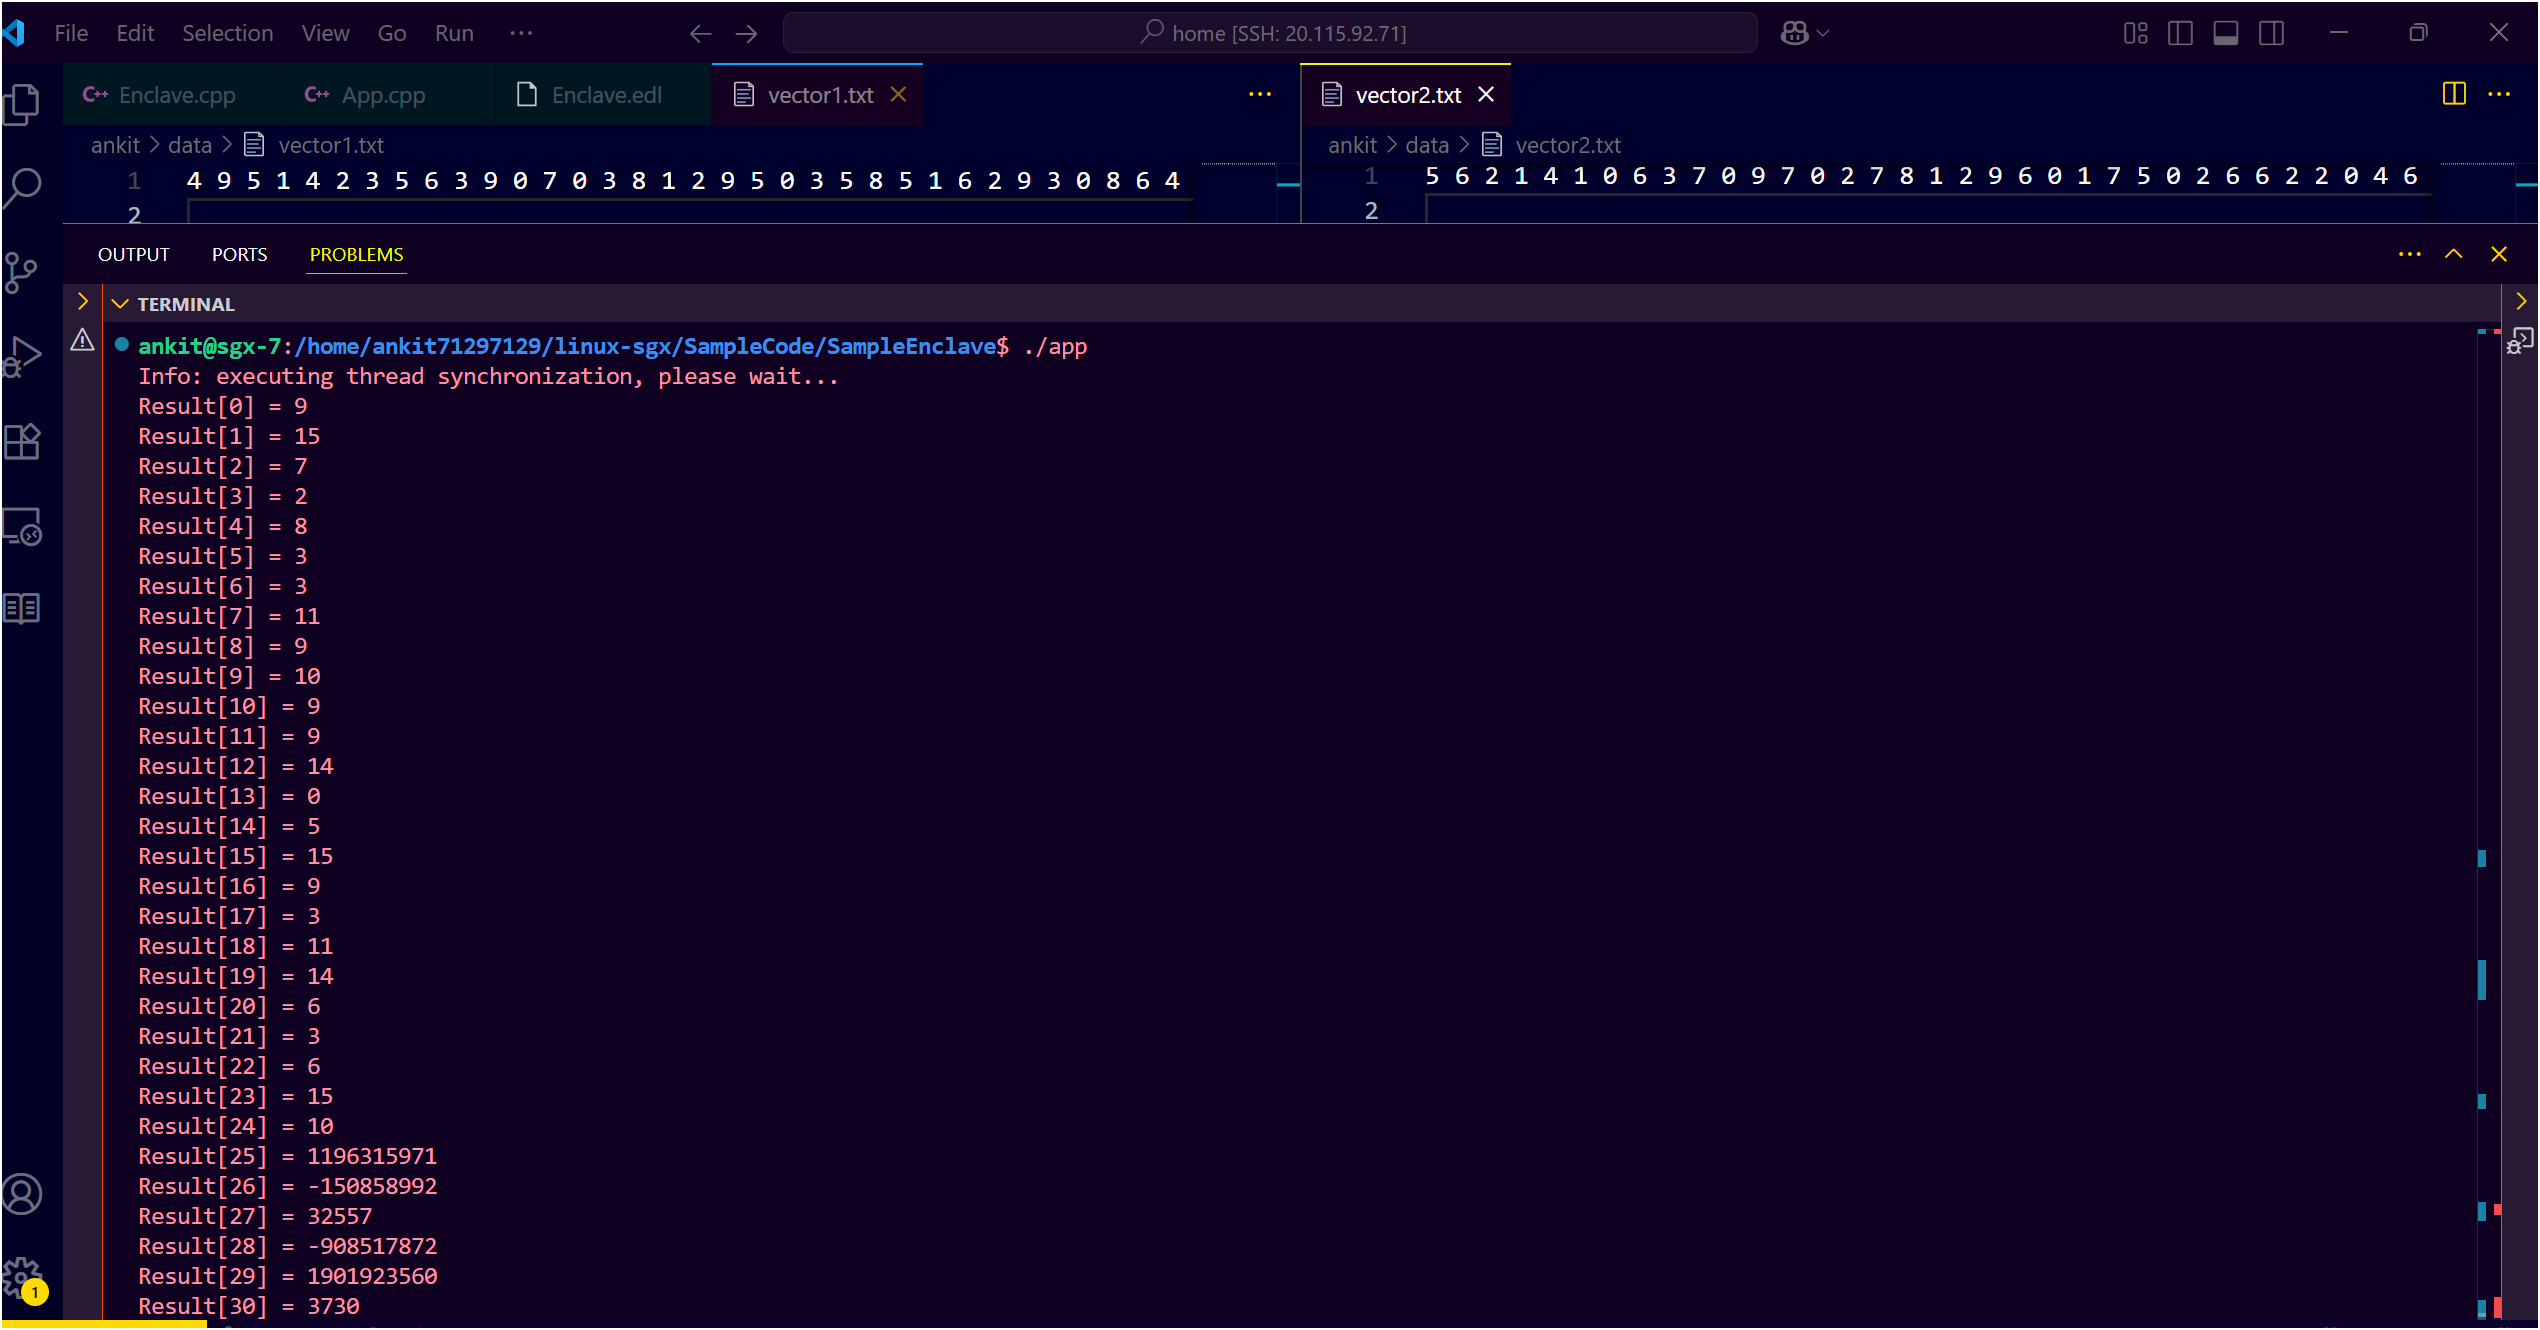 File Edit Selection View Go Run ··· home [SSH: 20.115.92.71]
C++ Enclave.cpp C++ App.cpp Enclave.edl vector1.txt
ankit > data > vector1.txt
1 4 9 5 1 4 2 3 5 6 3 9 0 7 0 3 8 1 2 9 5 0 3 5 8 5 1 6 2 9 3 0 8 6 4
2
vector2.txt
ankit > data > vector2.txt
1 5 6 2 1 4 1 0 6 3 7 0 9 7 0 2 7 8 1 2 9 6 0 1 7 5 0 2 6 6 2 2 0 4 6
2
OUTPUT PORTS PROBLEMS
TERMINAL
ankit@sgx-7:/home/ankit71297129/linux-sgx/SampleCode/SampleEnclave$ ./app
Info: executing thread synchronization, please wait...
Result[0] = 9
Result[1] = 15
Result[2] = 7
Result[3] = 2
Result[4] = 8
Result[5] = 3
Result[6] = 3
Result[7] = 11
Result[8] = 9
Result[9] = 10
Result[10] = 9
Result[11] = 9
Result[12] = 14
Result[13] = 0
Result[14] = 5
Result[15] = 15
Result[16] = 9
Result[17] = 3
Result[18] = 11
Result[19] = 14
Result[20] = 6
Result[21] = 3
Result[22] = 6
Result[23] = 15
Result[24] = 10
Result[25] = 1196315971
Result[26] = -150858992
Result[27] = 32557
Result[28] = -908517872
Result[29] = 1901923560
Result[30] = 3730
1